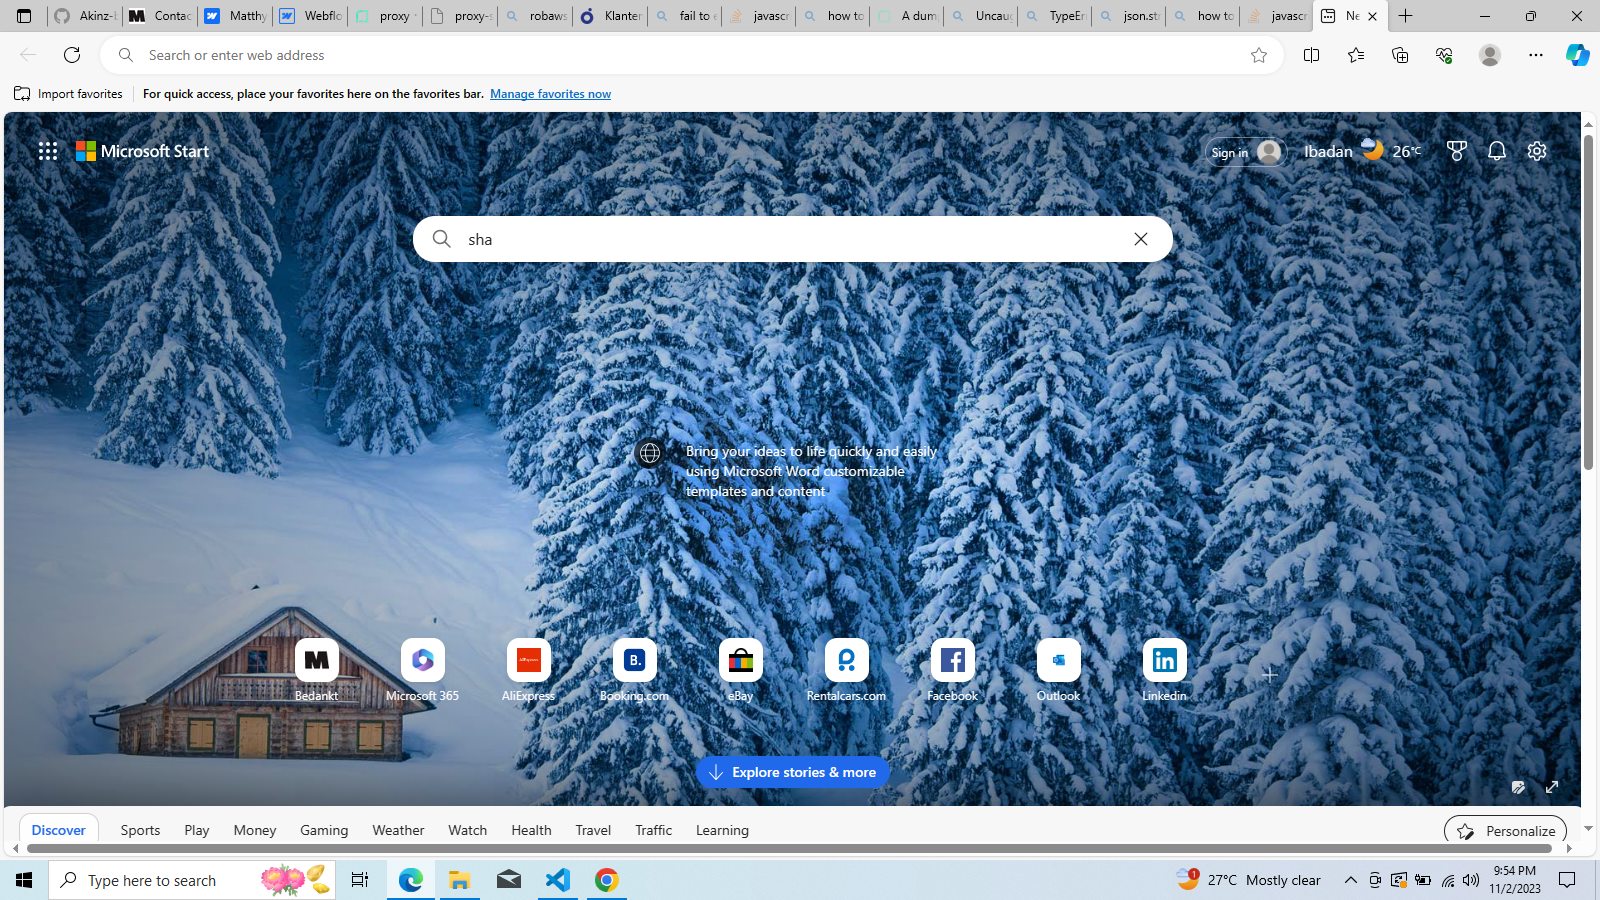 Akinz-b
Contac
Matthy
Webflo
proxy
proxy-s
robaws
Klanter
fail to e
javascr
how to
A dum
Uncaug
TypeErr
json.str
how to
javascr
Ne
Search or enter web address
Import favorites
For quick access, place your favorites here on the favorites bar. Manage favorites now
Microsoft Start
Sign in
Ibadan
26°C
sha
Bring your ideas to life quickly and easily
using Microsoft Word customizable
templates and content
B.
Bedankt
Microsoft 365
AliExpress
Booking.com
eBay
Rentalcars.com
Facebook
Outlook
Linkedin
Explore stories & more
Discover
Sports
Play
Money
Gaming
Weather
Watch
Health
Travel
Traffic
Learning
Personalize
Type here to search
1
27°C Mostly clear
9:54 PM
11/2/2023